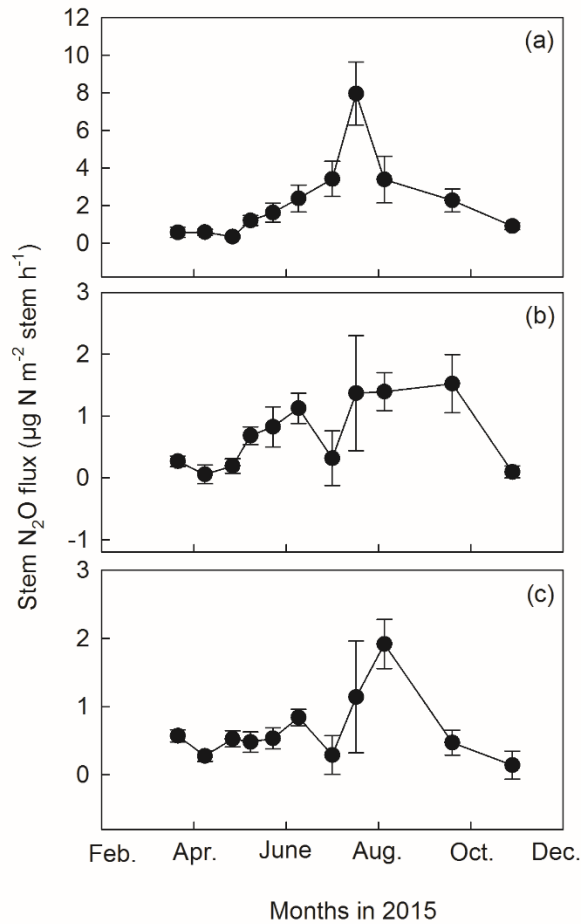 Stem N₂O flux (µg N m⁻² stem h⁻¹)
12
10
8
6
4
2
0
(a)
3
2
1
0
-1
(b)
3
2
1
0
(c)
Feb. Apr. June Aug. Oct. Dec.
Months in 2015